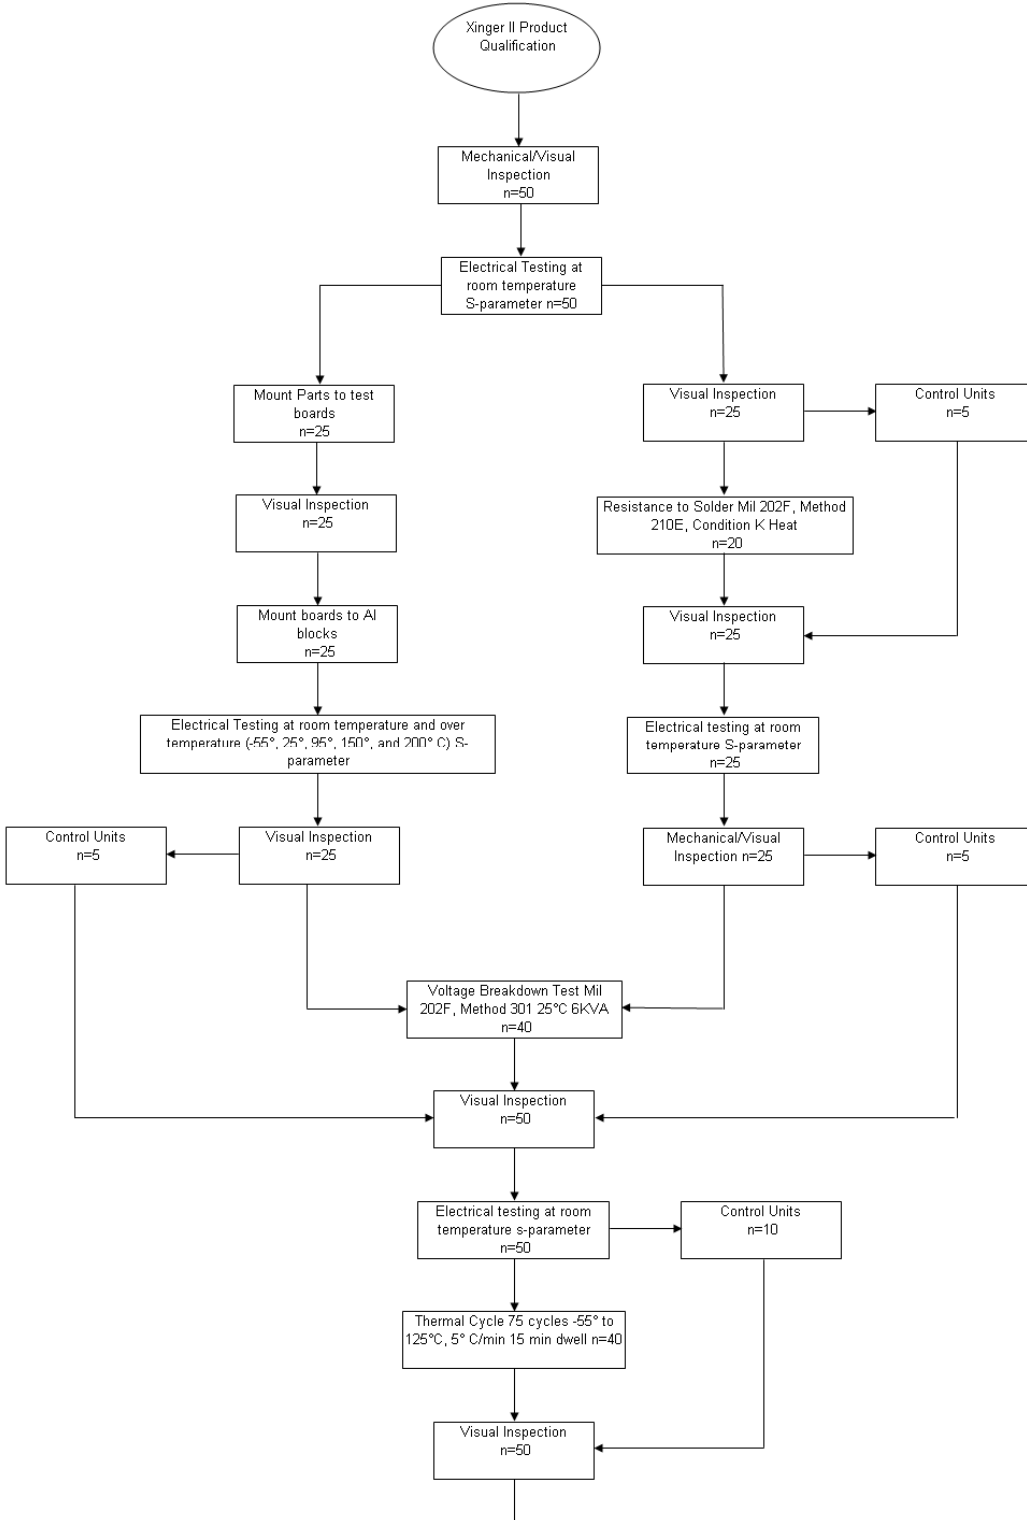 Xinger II Product
Qualification
Mechanical/Visual
Inspection
n=50
Electrical Testing at
room temperature
S-parameter n=50
Mount Parts to test
boards
n=25
Visual Inspection
n=25
Control Units
n=5
Visual Inspection
n=25
Resistance to Solder Mil 202F, Method
210E, Condition K Heat
n=20
Mount boards to Al
blocks
n=25
Visual Inspection
n=25
Electrical Testing at room temperature and over
temperature (-55°, 25°, 95°, 150°, and 200° C) S-
parameter
Electrical testing at room
temperature S-parameter
n=25
Control Units
n=5
Visual Inspection
n=25
Mechanical/Visual
Inspection n=25
Control Units
n=5
Voltage Breakdown Test Mil
202F, Method 301 25°C 6KVA
n=40
Visual Inspection
n=50
Electrical testing at room
temperature s-parameter
n=50
Control Units
n=10
Thermal Cycle 75 cycles -55° to
125°C, 5° C/min 15 min dwell n=40
Visual Inspection
n=50